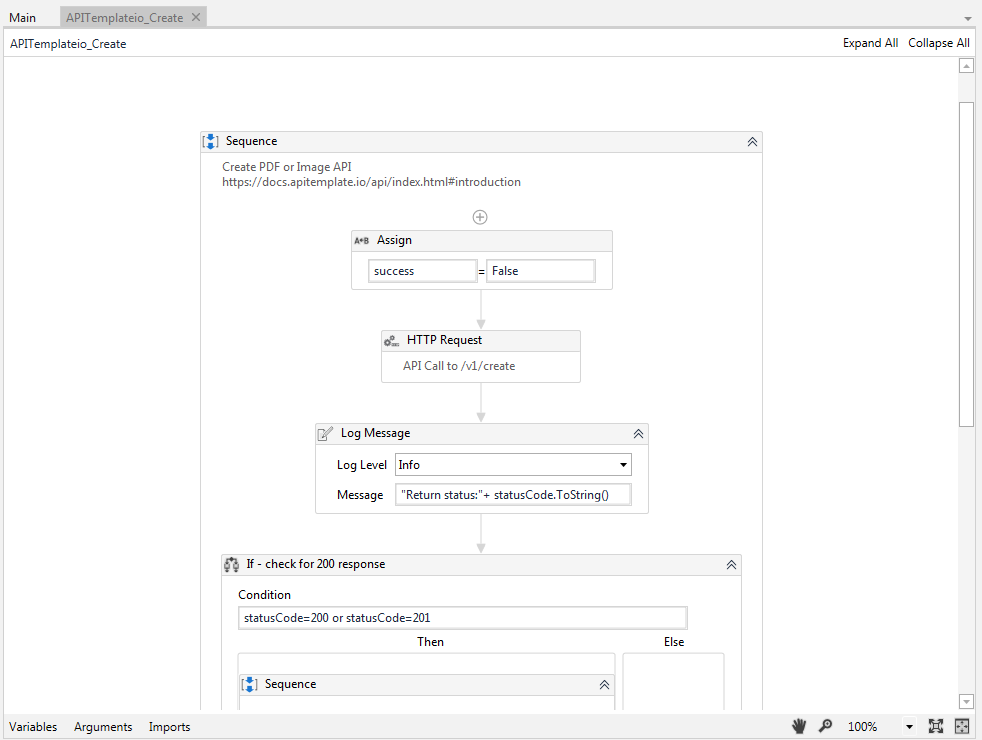 Main
APITemplateio_Create
APITemplateio_Create
Expand All
Collapse All
Sequence
Create PDF or Image API
https://docs.apitemplate.io/api/index.html#introduction
A*B Assign
success = False
HTTP Request
API Call to /v1/create
Log Message
Log Level Info
Message "Return status:"+ statusCode.ToString()
If - check for 200 response
Condition
statusCode=200 or statusCode=201
Then Else
Sequence
Variables Arguments Imports 100%